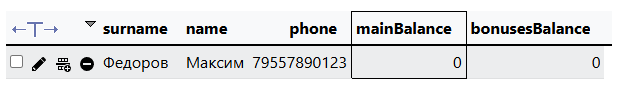 surname name phone mainBalance bonusesBalance
Федоров Максим 79557890123 0 0